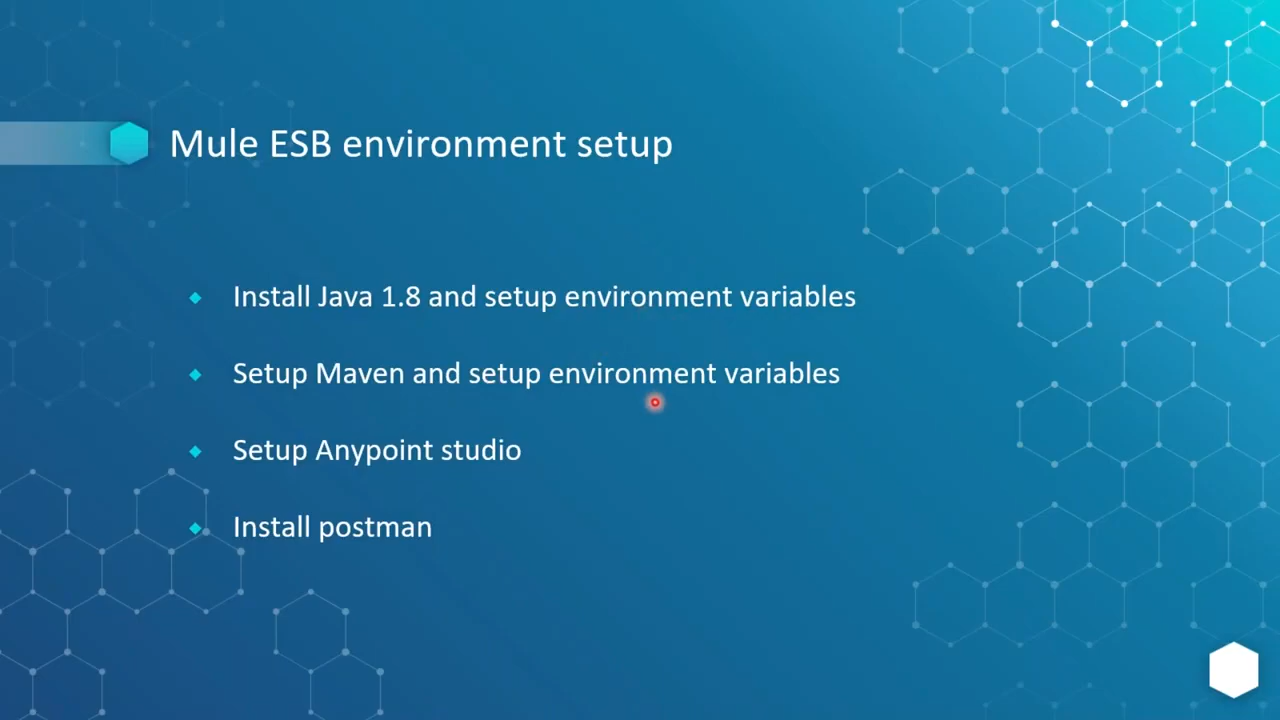 Mule ESB environment setup
Install Java 1.8 and setup environment variables
Setup Maven and setup environment variables
Setup Anypoint studio
Install postman